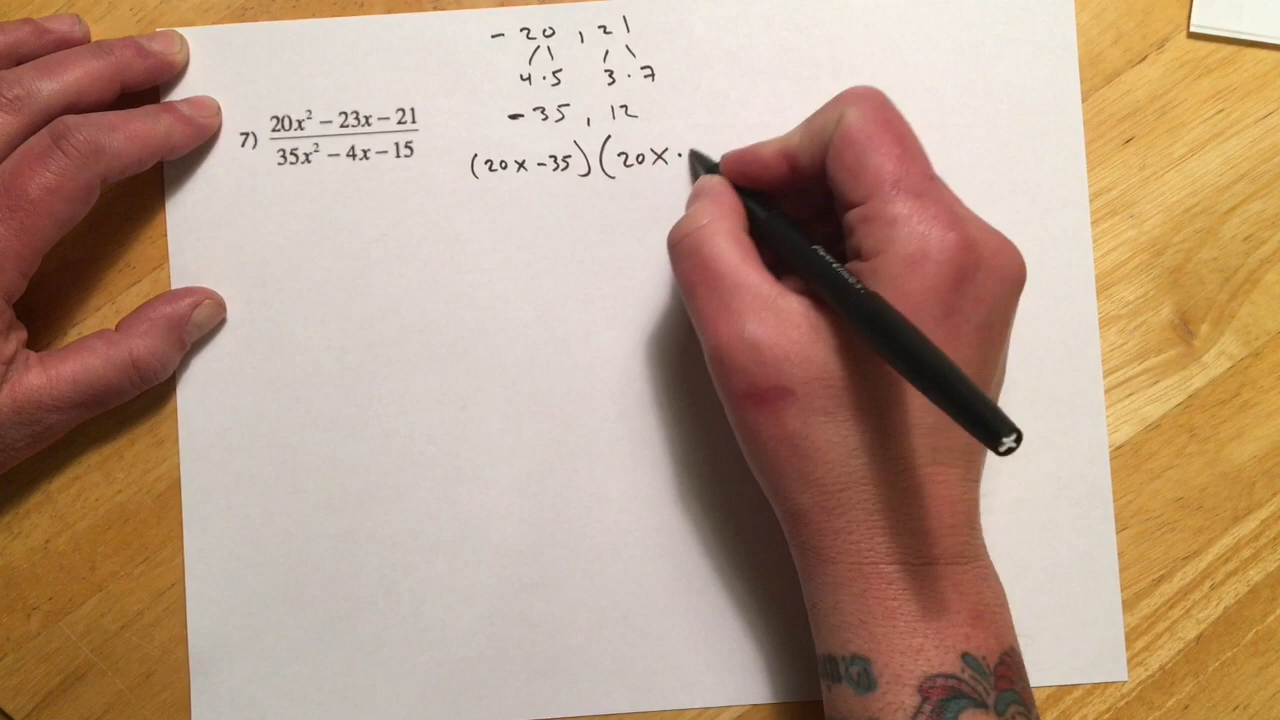 - 20 , 21
4 · 5 3 · 7
7) 20x² − 23x − 21
35x² − 4x − 15
- 35 , 12
(20x - 35)(20x